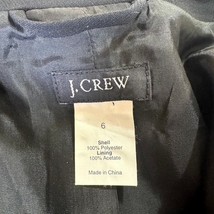 J.CREW
6
Shell
100% Polyester
Lining
100% Acetate
Made in China